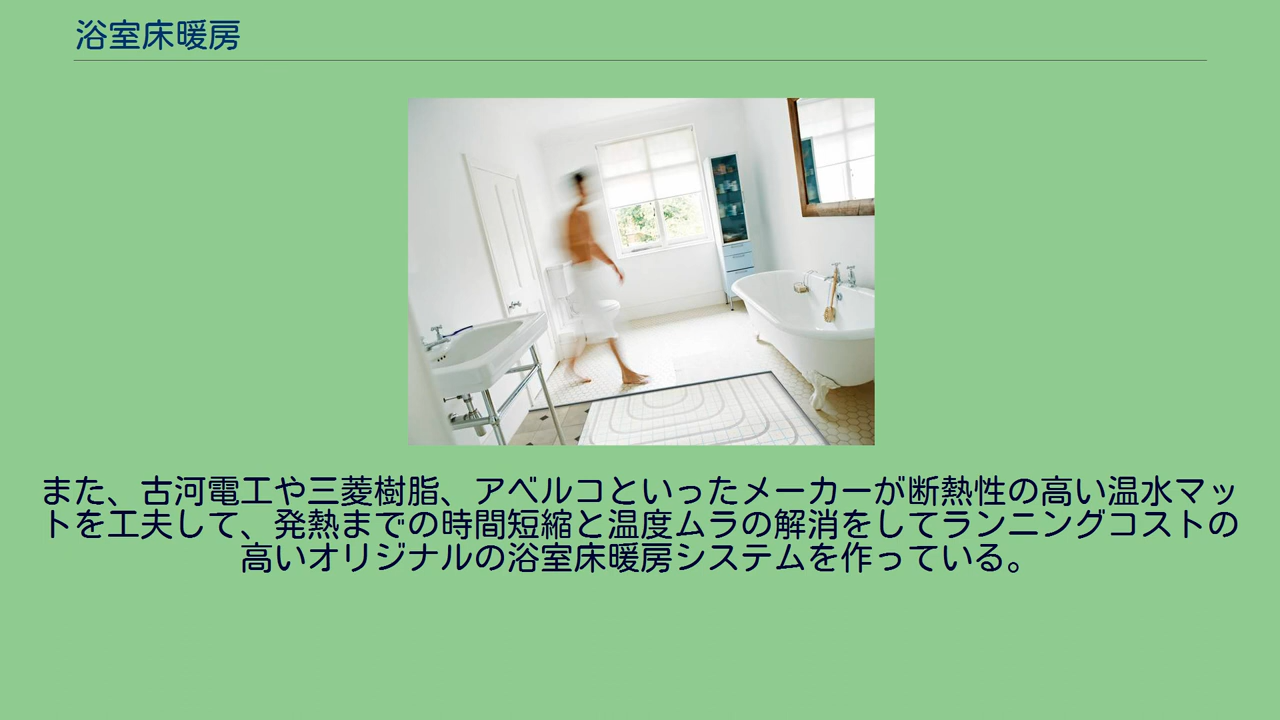 浴室床暖房
また、古河電工や三菱樹脂、アベルコといったメーカーが断熱性の高い温水マッ
トを工夫して、発熱までの時間短縮と温度ムラの解消をしてランニングコストの
高いオリジナルの浴室床暖房システムを作っている。